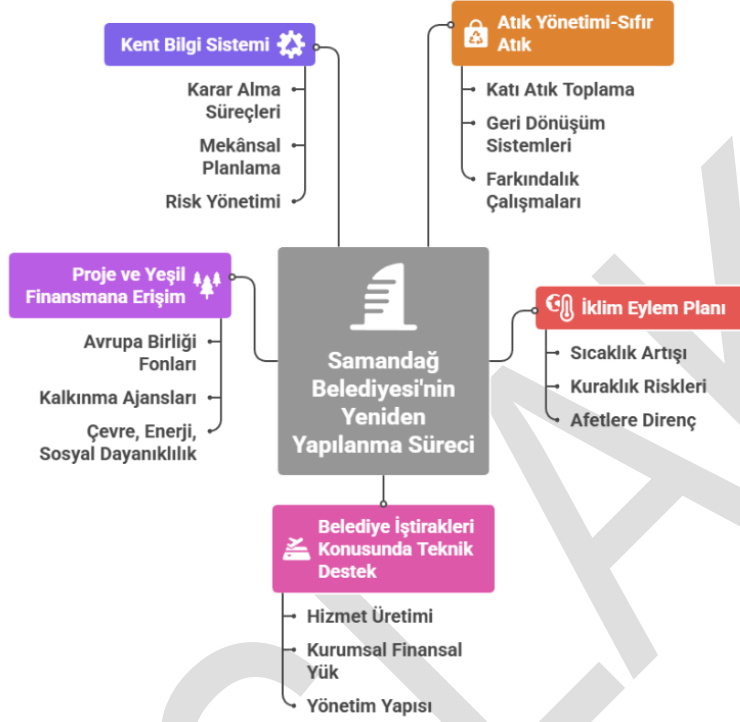 Kent Bilgi Sistemi
Karar Alma
Süreçleri
Mekânsal
Planlama
Risk Yönetimi
Atık Yönetimi-Sıfır
Atık
Katı Atık Toplama
Geri Dönüşüm
Sistemleri
Farkındalık
Çalışmaları
Proje ve Yeşil
Finansmana Erişim
Avrupa Birliği
Fonları
Kalkınma Ajansları
Çevre, Enerji,
Sosyal Dayanıklılık
Samandağ
Belediyesi'nin
Yeniden
Yapılanma Süreci
İklim Eylem Planı
Sıcaklık Artışı
Kuraklık Riskleri
Afetlere Direnç
Belediye İştirakleri
Konusunda Teknik
Destek
Hizmet Üretimi
Kurumsal Finansal
Yük
Yönetim Yapısı